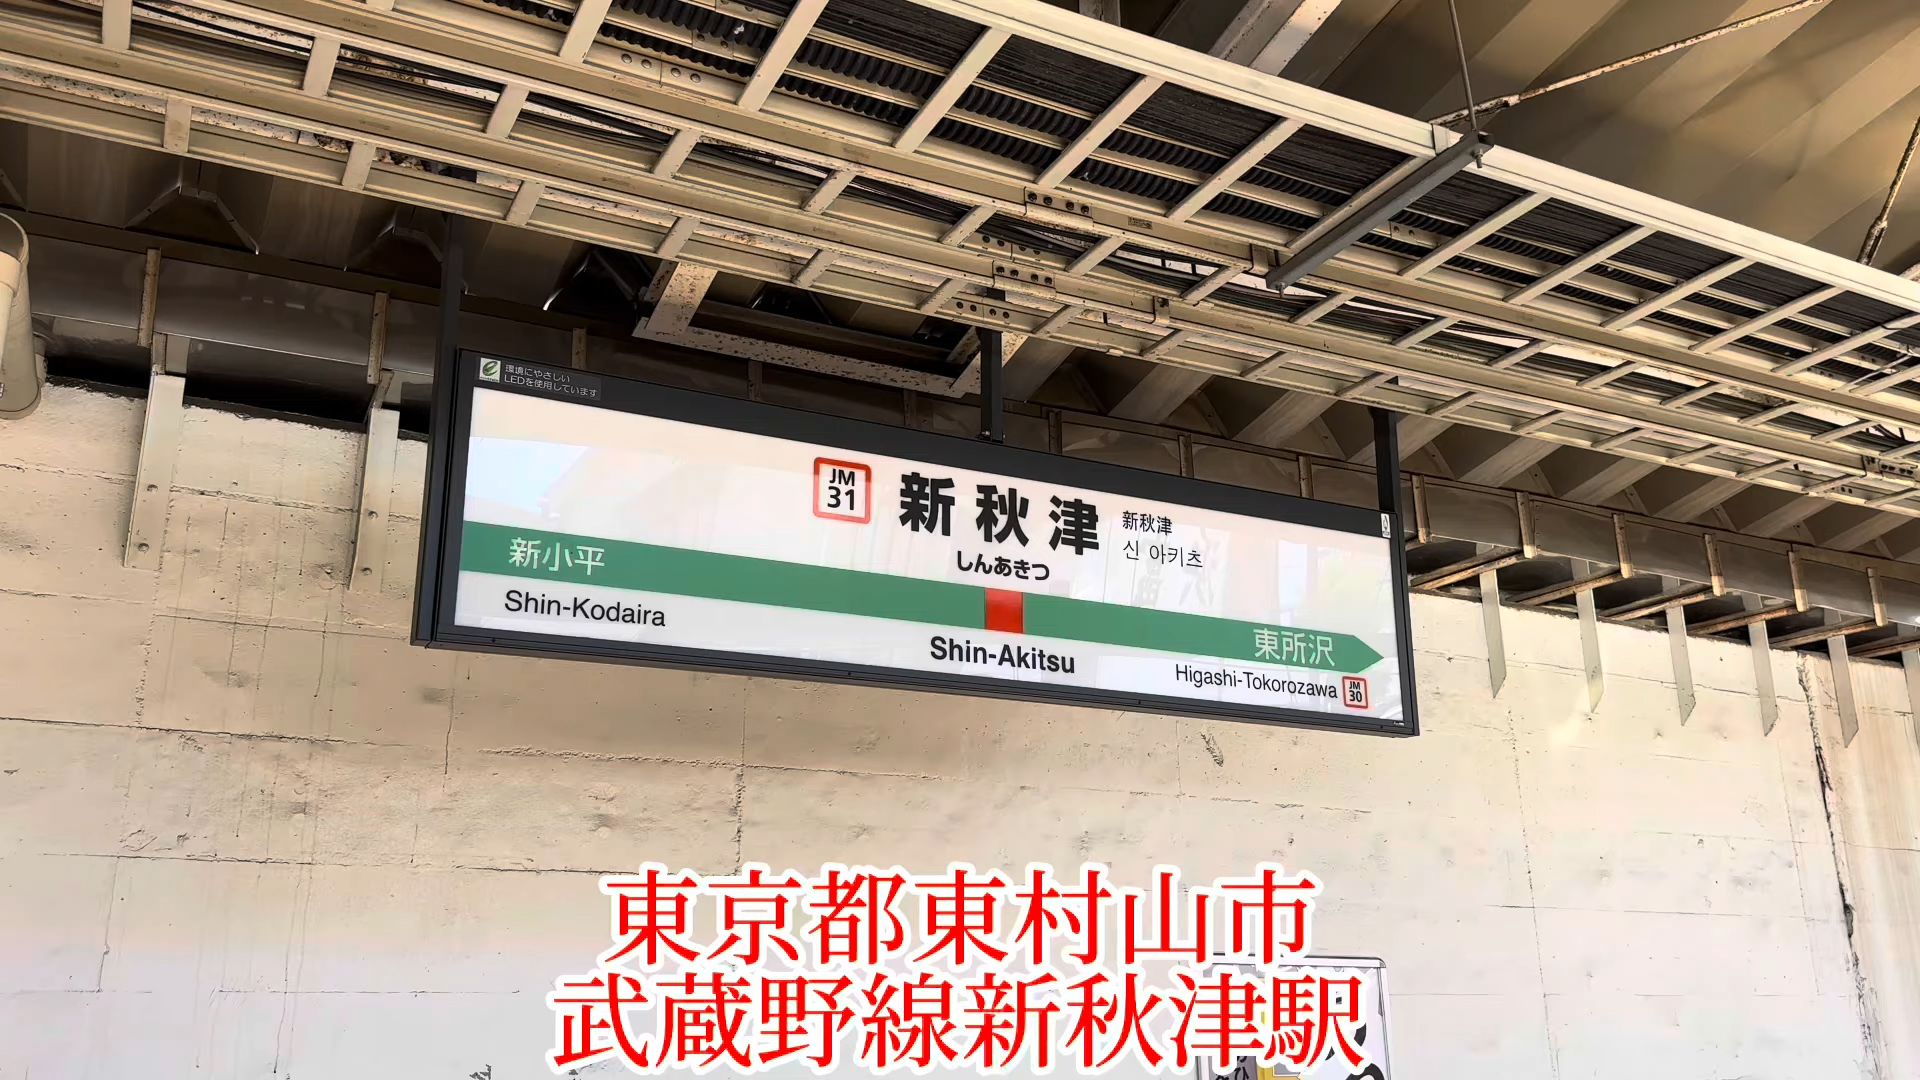 環境にやさしい
LEDを使用しています
JM
31
新秋津
新秋津
신 아키츠
しんあきつ
新小平
東所沢
Shin-Kodaira
Shin-Akitsu
Higashi-Tokorozawa
JM
30
東京都東村山市
武蔵野線新秋津駅